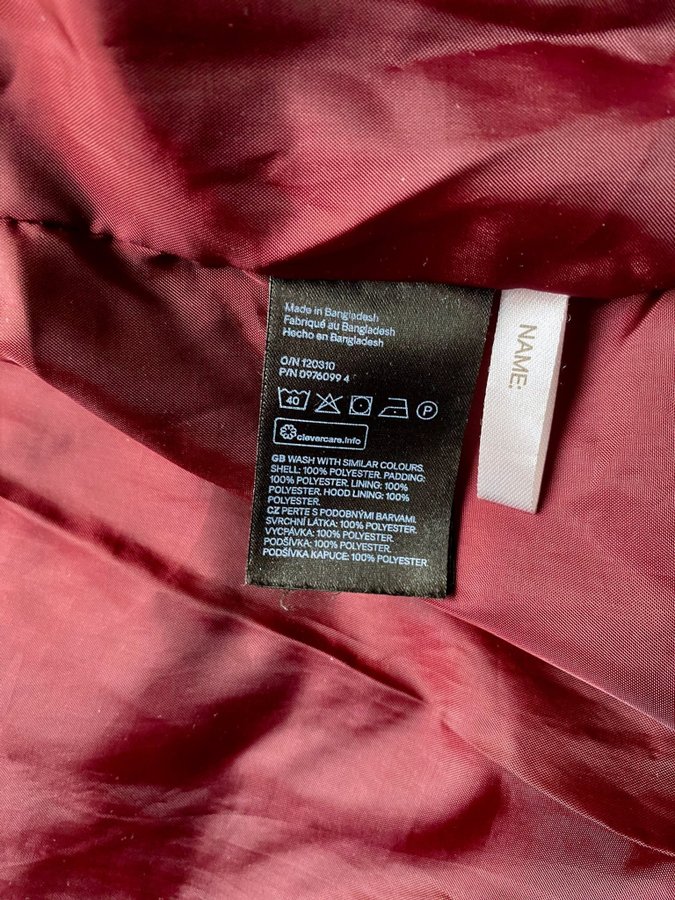 Made in Bangladesh
Fabriqué au Bangladesh
Hecho en Bangladesh
O/N 120310
P/N 0976099 4
40 P
clevercare.info
GB WASH WITH SIMILAR COLOURS.
SHELL: 100% POLYESTER. PADDING:
100% POLYESTER. LINING: 100%
POLYESTER. HOOD LINING: 100%
POLYESTER.
CZ PERTE S PODOBNÝMI BARVAMI.
SVRCHNÍ LÁTKA: 100% POLYESTER.
VYCPÁVKA: 100% POLYESTER.
PODŠÍVKA: 100% POLYESTER.
PODŠÍVKA KAPUCE: 100% POLYESTER
NAME: